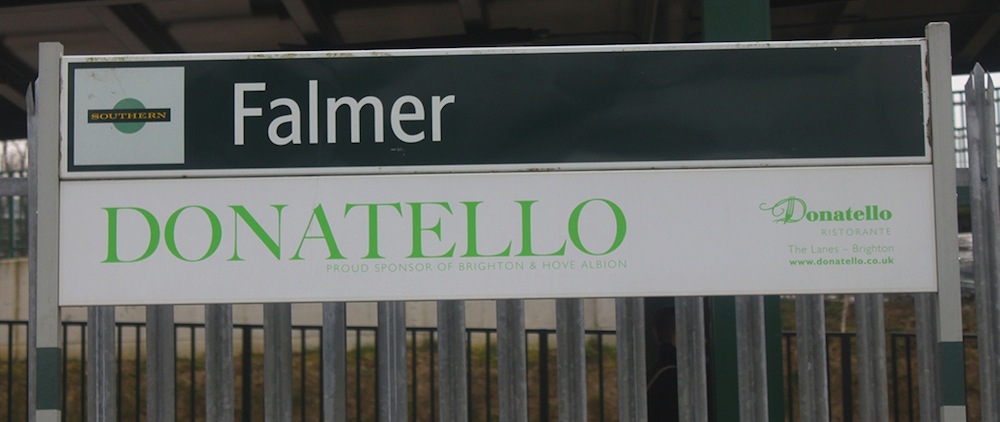 SOUTHERN
Falmer
DONATELLO
PROUD SPONSOR OF BRIGHTON & HOVE ALBION
Donatello
RISTORANTE
The Lanes – Brighton
www.donatello.co.uk